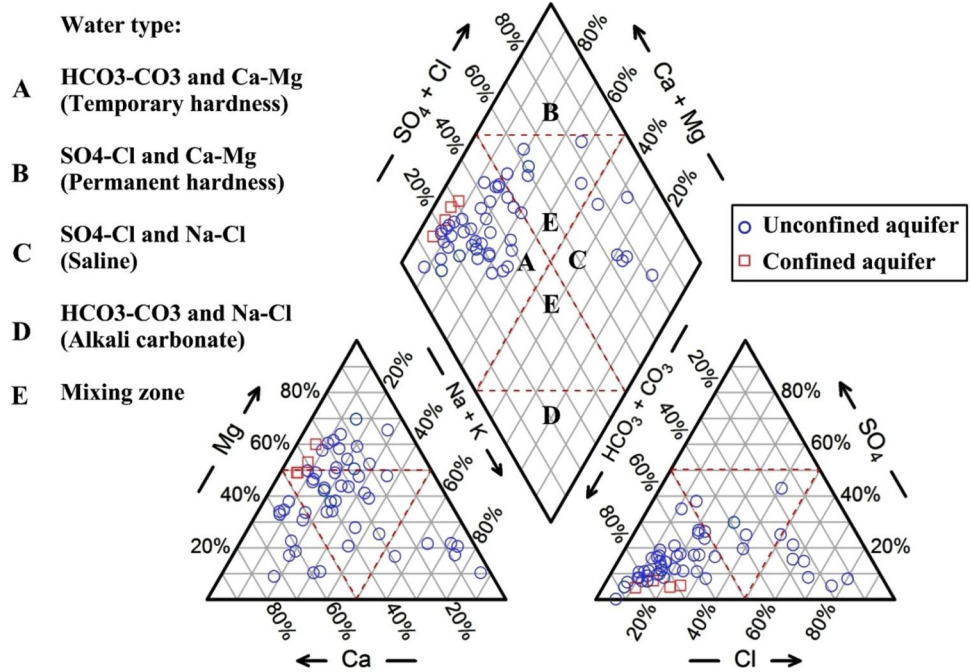 Water type:
A
HCO3-CO3 and Ca-Mg
(Temporary hardness)
B
SO4-Cl and Ca-Mg
(Permanent hardness)
C
SO4-Cl and Na-Cl
(Saline)
D
HCO3-CO3 and Na-Cl
(Alkali carbonate)
E
Mixing zone
80%
60%
40%
20%
SO₄ + Cl
80%
60%
40%
20%
Ca + Mg
B
E
A
C
E
D
Unconfined aquifer
Confined aquifer
80%
60%
40%
20%
Mg
20%
40%
60%
80%
Na + K
80%
60%
40%
20%
Ca
20%
40%
60%
80%
HCO₃ + CO₃
80%
60%
40%
20%
SO₄
20%
40%
60%
80%
Cl